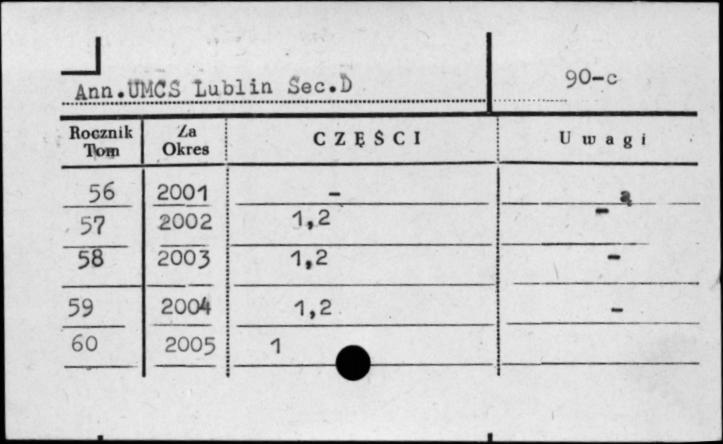 Ann.UMCS Lublin Sec.D 90-c
Rocznik Tom Za Okres CZĘŚCI Uwagi
56 2001 - a
57 2002 1,2 -
58 2003 1,2 -
59 2004 1,2 -
60 2005 1